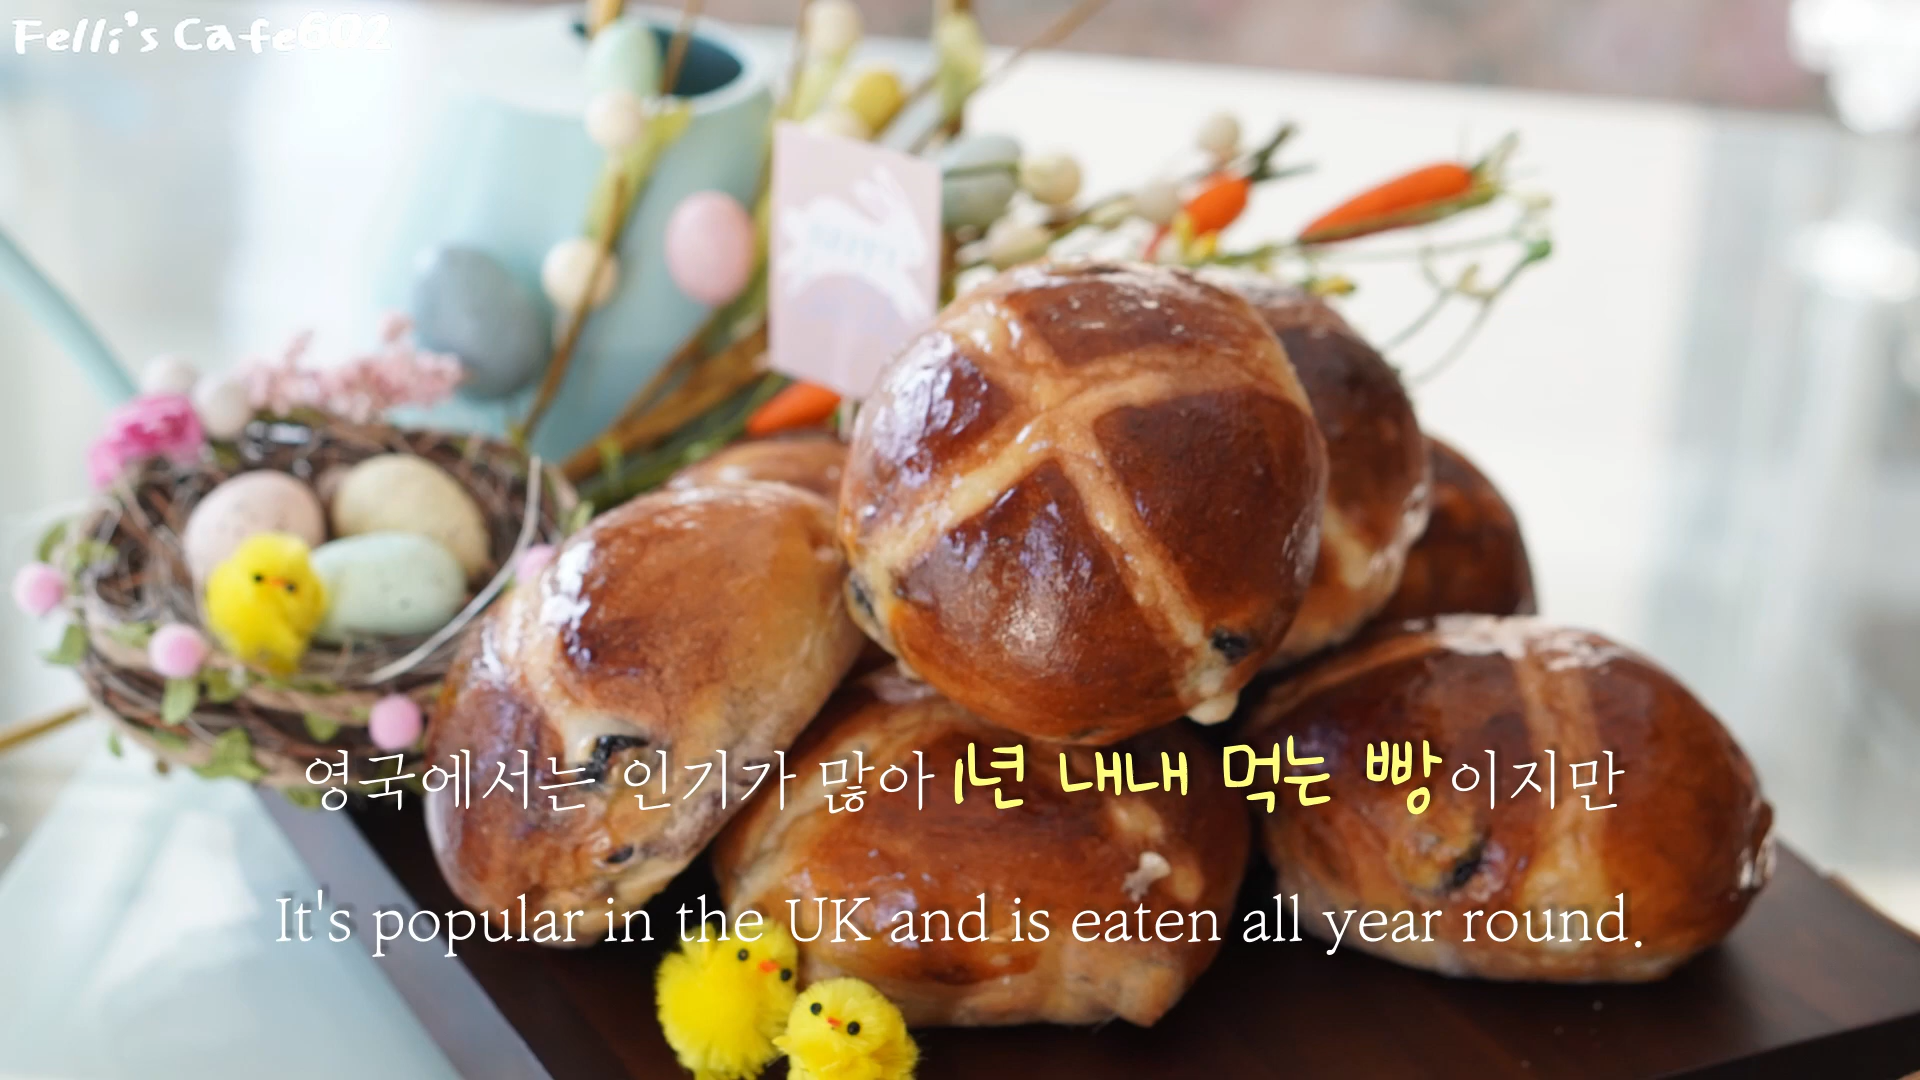 Felli's Cafe602
영국에서는 인기가 많아 1년 내내 먹는 빵이지만
It's popular in the UK and is eaten all year round.